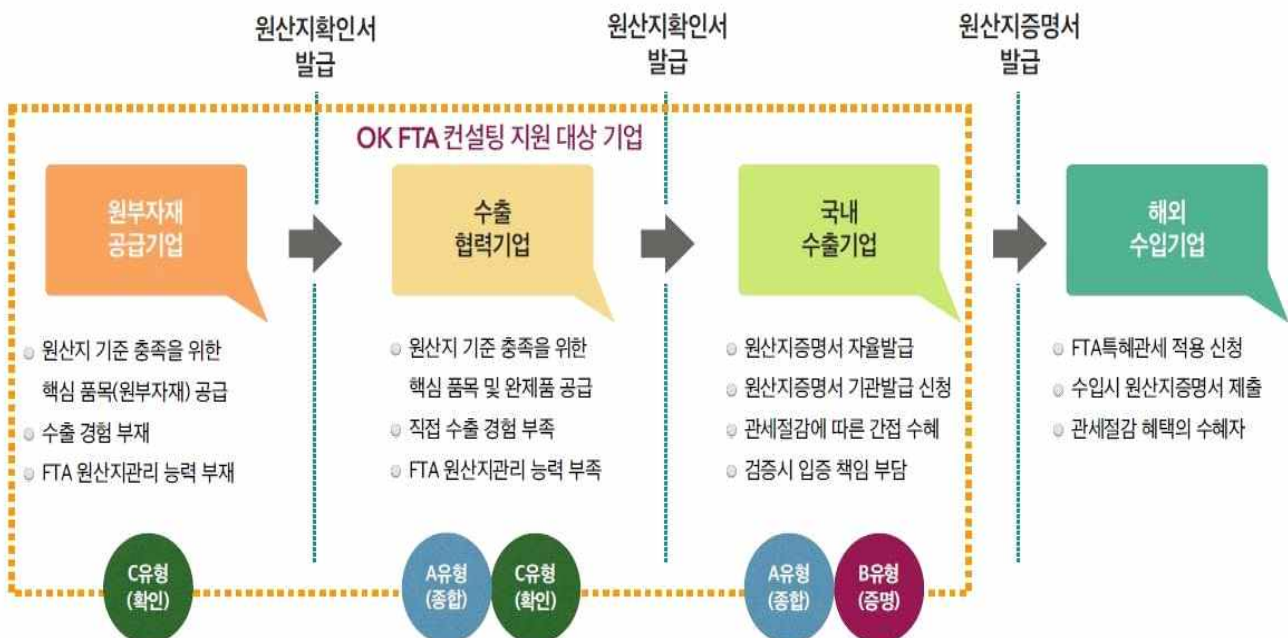 원산지확인서
발급
원산지확인서
발급
원산지증명서
발급
OK FTA 컨설팅 지원 대상 기업
원부자재
공급기업
수출
협력기업
국내
수출기업
해외
수입기업
원산지 기준 충족을 위한
핵심 품목(원부자재) 공급
수출 경험 부재
FTA 원산지관리 능력 부재
원산지 기준 충족을 위한
핵심 품목 및 완제품 공급
직접 수출 경험 부족
FTA 원산지관리 능력 부족
원산지증명서 자율발급
원산지증명서 기관발급 신청
관세절감에 따른 간접 수혜
검증시 입증 책임 부담
FTA특혜관세 적용 신청
수입시 원산지증명서 제출
관세절감 혜택의 수혜자
C유형
(확인)
A유형
(종합)
C유형
(확인)
A유형
(종합)
B유형
(증명)